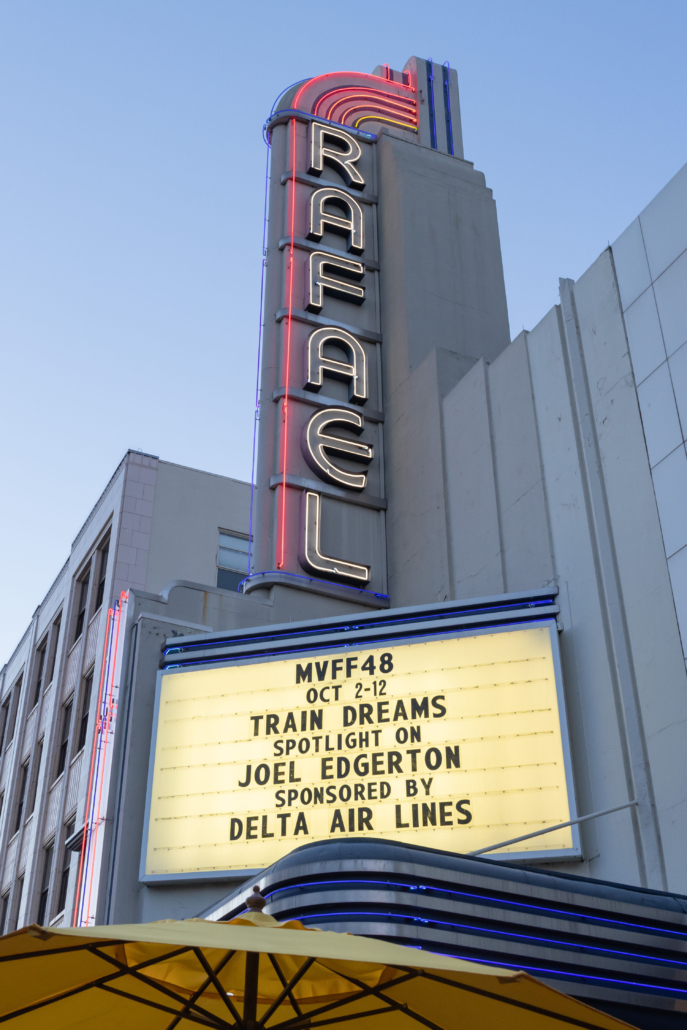 RAFAEL
MVFF48
OCT 2-12
TRAIN DREAMS
SPOTLIGHT ON
JOEL EDGERTON
SPONSORED BY
DELTA AIR LINES